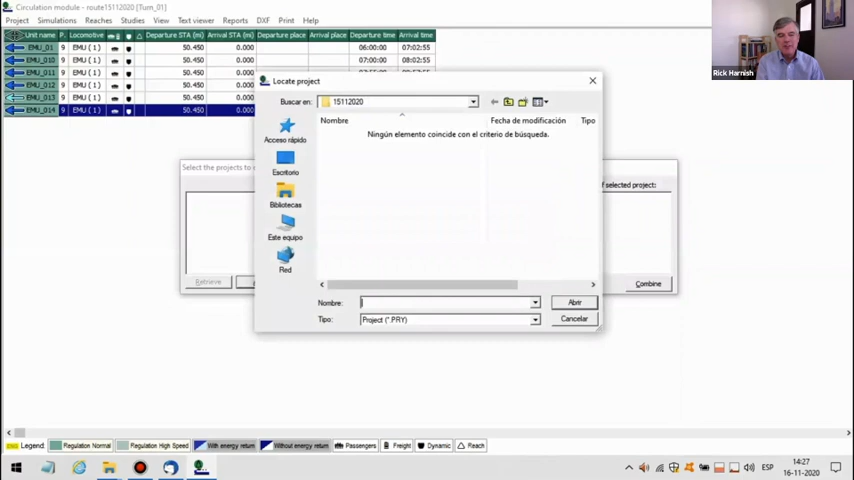 Circulation module - route15112020 [Turn_01]
Project Simulations Reaches Studies Text viewer Reports DXF Print Help
Unit name P. Locomotive Departure STA (mi) Arrival STA (mi) Departure place Arrival place Departure time Arrival time
EMU_01 9 EMU ( 1 ) 50.450 0.000 06:00:00 07:02:55
EMU_010 9 EMU ( 1 ) 50.450 0.000 07:00:00 08:02:55
EMU_011 9 EMU ( 1 ) 50.450 0.000
EMU_012 9 EMU ( 1 ) 50.450 0.000
EMU_013 9 EMU ( 1 ) 50.450 0.000
EMU_014 9 EMU ( 1 ) 50.450 0.000
Rick Harnish
Locate project
Buscar en: 15112020
Nombre Fecha de modificación Tipo
Ningún elemento coincide con el criterio de búsqueda.
Acceso rápido
Escritorio
Bibliotecas
Este equipo
Red
Nombre: Abrir
Tipo: Project (*.PRY) Cancelar
Select the projects to
of selected project:
Retrieve
Combine
Legend: Regulation Normal Regulation High Speed With energy return Without energy return Passengers Freight Dynamic Reach
ESP
14:27
16-11-2020